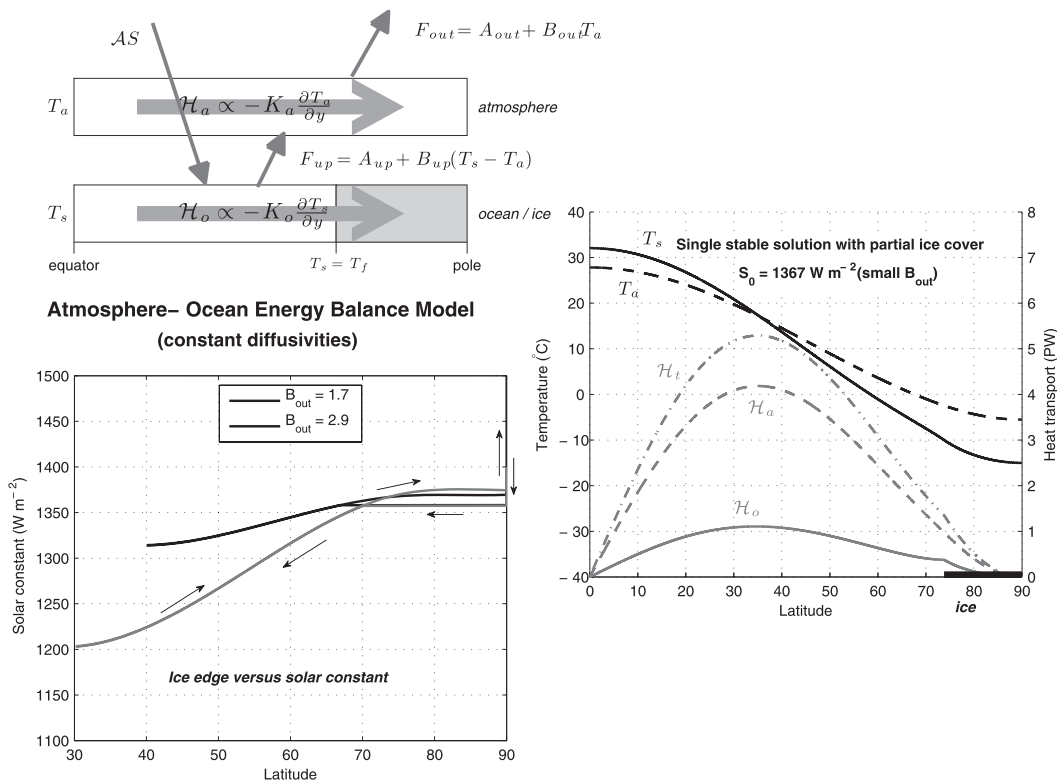 𝒜S
F_out = A_out + B_out T_a
T_a
ℋ_a ∝ −K_a ∂T_a/∂y
atmosphere
F_up = A_up + B_up(T_s − T_a)
T_s
ℋ_o ∝ −K_o ∂T_s/∂y
ocean / ice
equator
T_s = T_f
pole
Atmosphere− Ocean Energy Balance Model
(constant diffusivities)
1500
1400
1350
1300
1250
1200
1150
1100
30 40 50 60 70 80 90
Solar constant (W m−2)
Latitude
B_out = 1.7
B_out = 2.9
Ice edge versus solar constant
40
30
20
10
0
− 10
−20
−30
−40
Temperature (°C)
T_s
Single stable solution with partial ice cover
S_0 = 1367 W m−2(small B_out)
T_a
ℋ_t
ℋ_a
ℋ_o
8
7
6
5
4
3
2
1
0
Heat transport (PW)
0 10 20 30 40 50 60 70 80 90
Latitude
ice